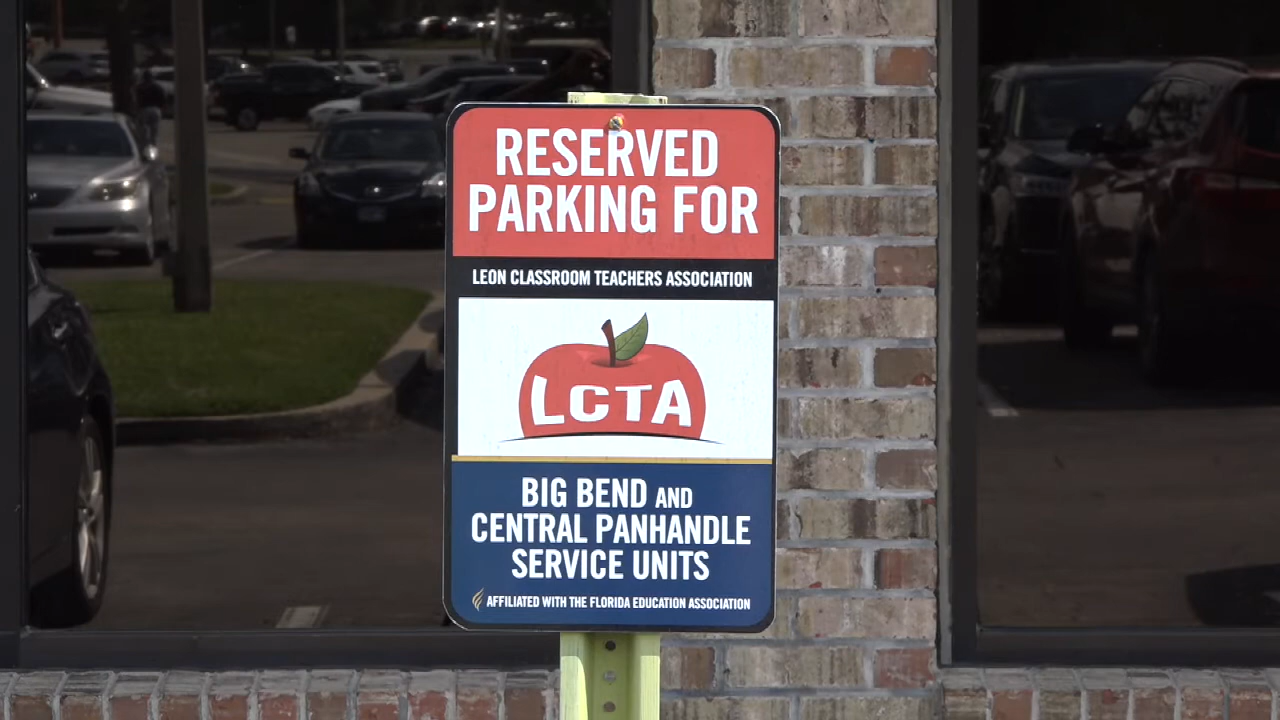 RESERVED
PARKING FOR
LEON CLASSROOM TEACHERS ASSOCIATION
LCTA
BIG BEND AND
CENTRAL PANHANDLE
SERVICE UNITS
AFFILIATED WITH THE FLORIDA EDUCATION ASSOCIATION